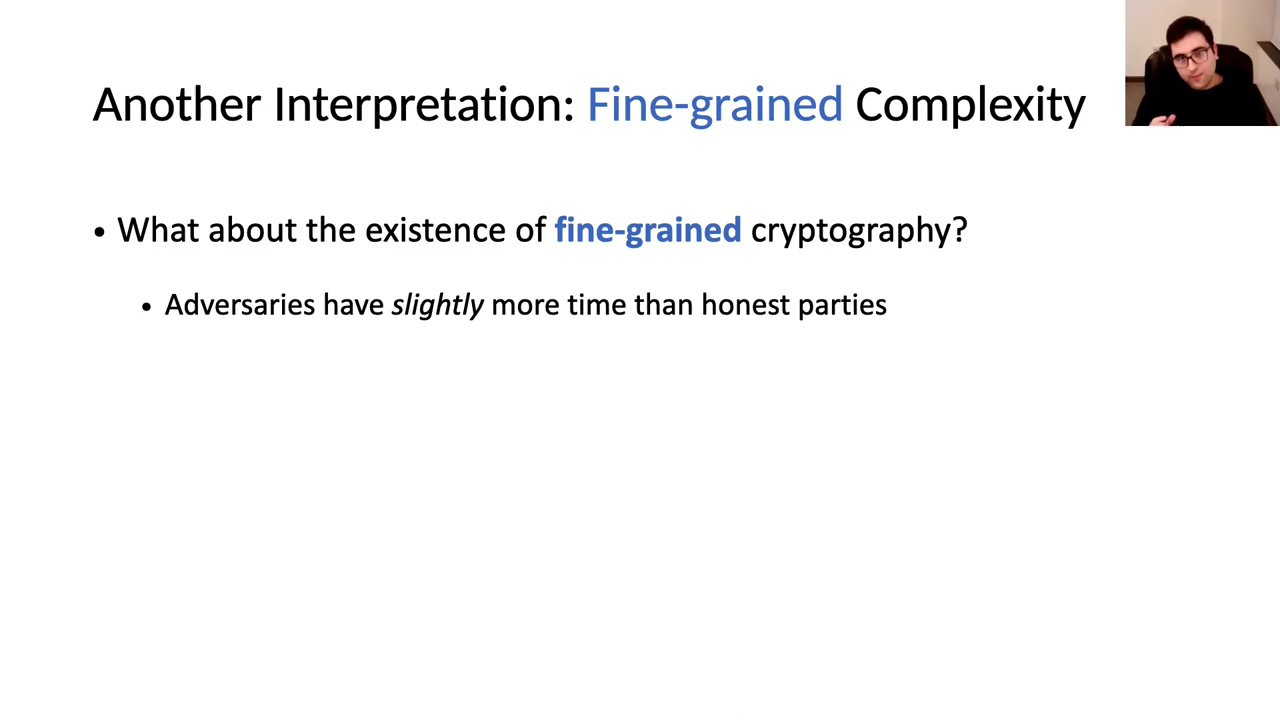 Another Interpretation: Fine-grained Complexity
• What about the existence of fine-grained cryptography?
• Adversaries have slightly more time than honest parties